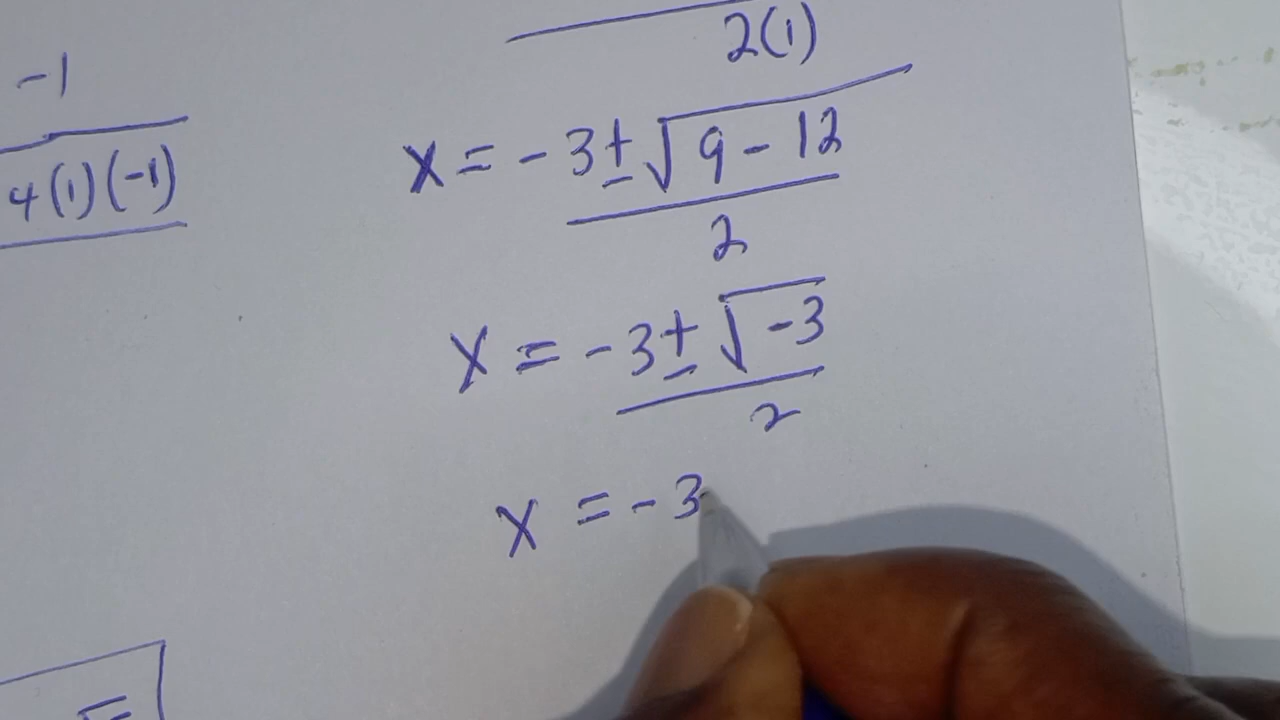 -1
4(1)(-1)
2(1)
x = -3 ± √9 - 12
2
x = -3 ± √-3
2
x = -3